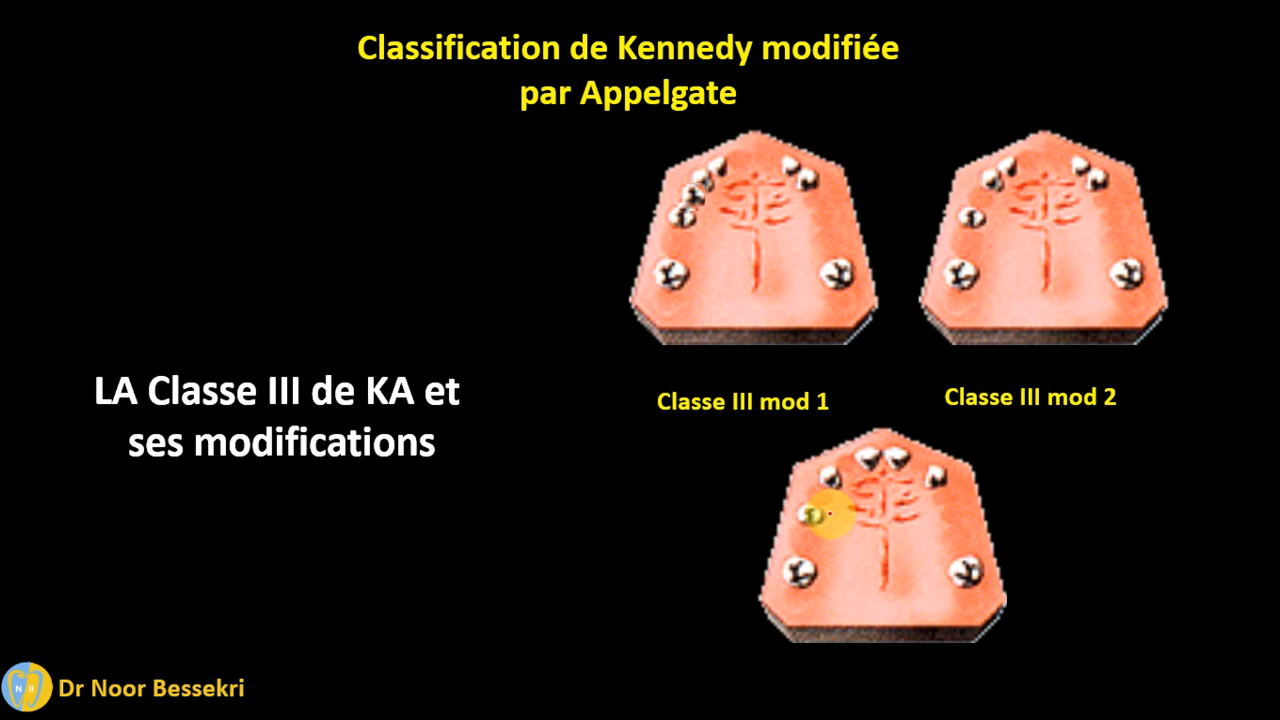 Classification de Kennedy modifiée
par Appelgate
LA Classe III de KA et
ses modifications
Classe III mod 1
Classe III mod 2
N B
Dr Noor Bessekri